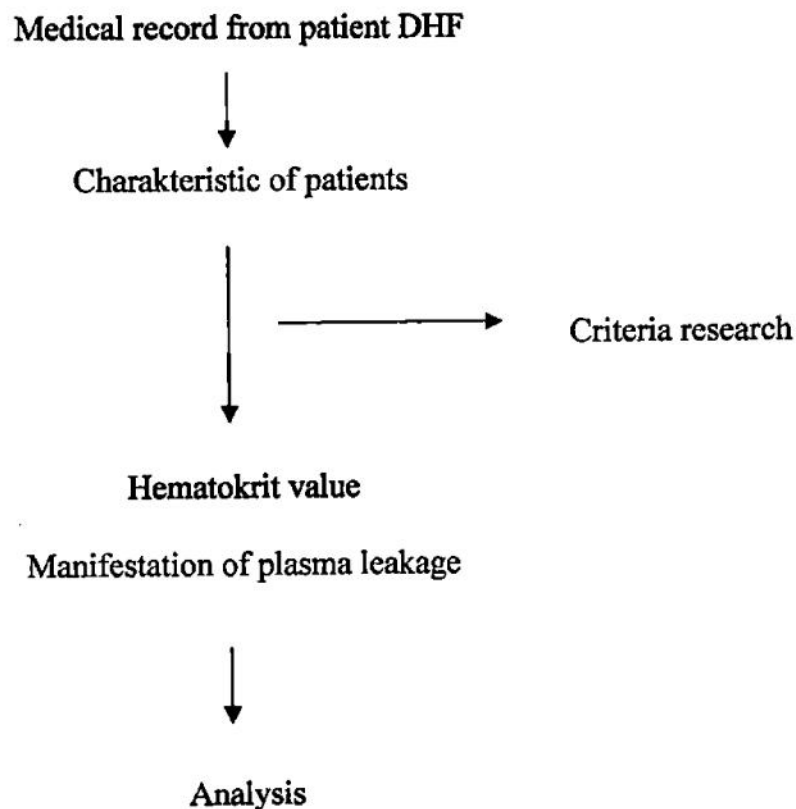 Medical record from patient DHF
Charakteristic of patients
Criteria research
Hematokrit value
Manifestation of plasma leakage
Analysis